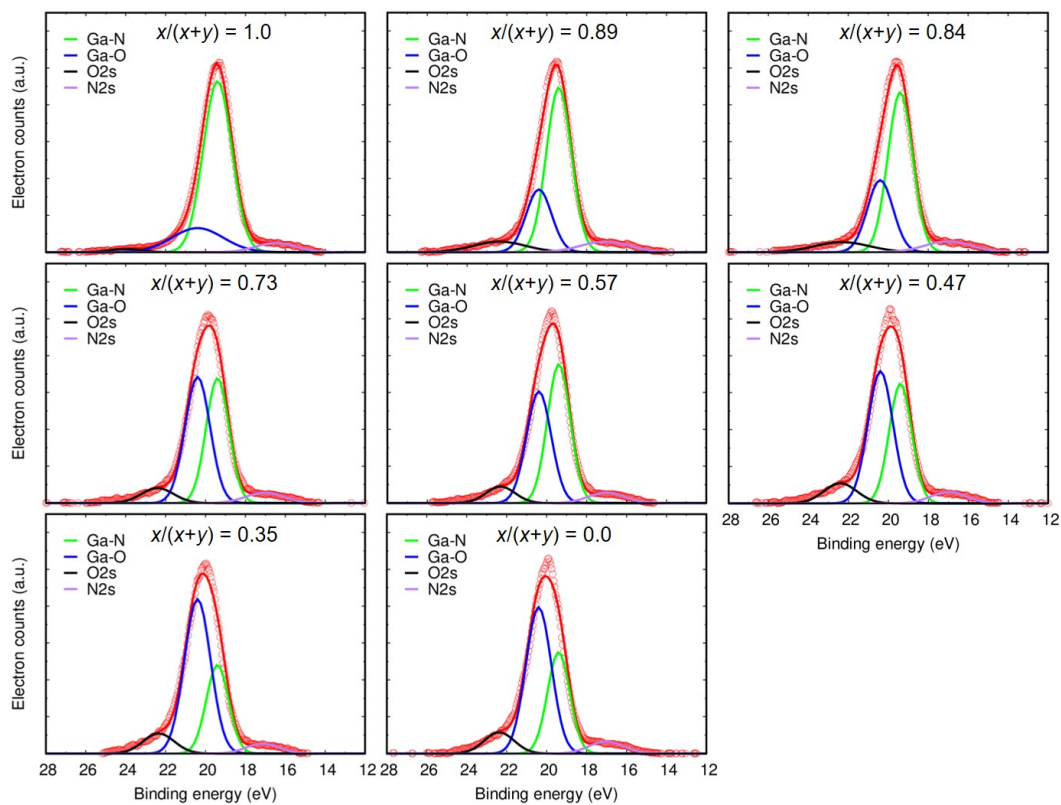 x/(x+y) = 1.0
Ga-N
Ga-O
O2s
N2s
Electron counts (a.u.)
x/(x+y) = 0.89
Ga-N
Ga-O
O2s
N2s
x/(x+y) = 0.84
Ga-N
Ga-O
O2s
N2s
x/(x+y) = 0.73
Ga-N
Ga-O
O2s
N2s
Electron counts (a.u.)
x/(x+y) = 0.57
Ga-N
Ga-O
O2s
N2s
x/(x+y) = 0.47
Ga-N
Ga-O
O2s
N2s
28 26 24 22 20 18 16 14 12
Binding energy (eV)
x/(x+y) = 0.35
Ga-N
Ga-O
O2s
N2s
Electron counts (a.u.)
28 26 24 22 20 18 16 14 12
Binding energy (eV)
x/(x+y) = 0.0
Ga-N
Ga-O
O2s
N2s
26 24 22 20 18 16 14 12
Binding energy (eV)